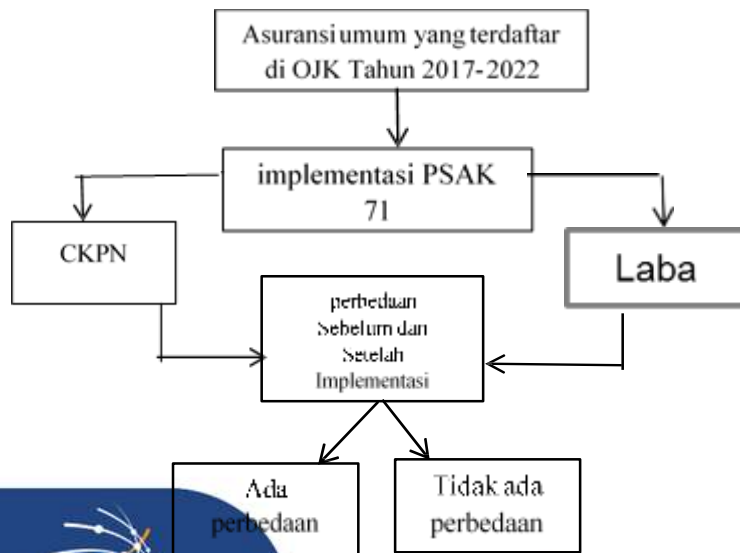 Asuransi umum yang terdaftar
di OJK Tahun 2017-2022
implementasi PSAK
71
CKPN
Laba
perbedaan
Sebelum dan
Setelah
Implementasi
Ada
perbedaan
Tidak ada
perbedaan